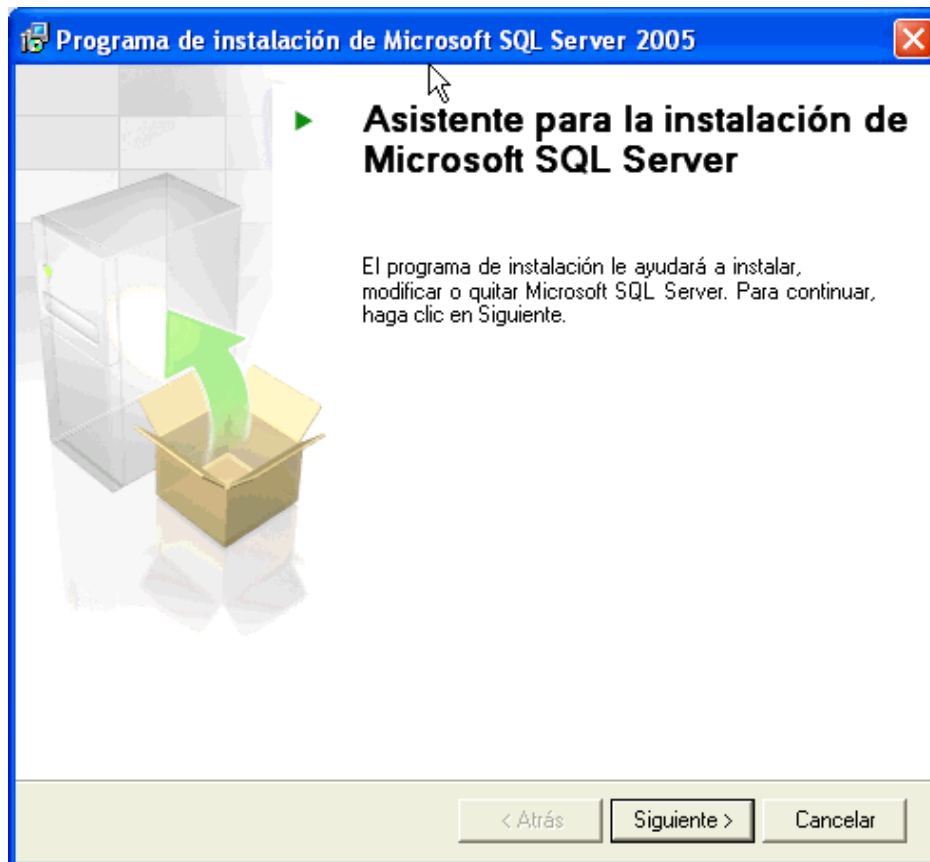 Programa de instalación de Microsoft SQL Server 2005
Asistente para la instalación de
Microsoft SQL Server
El programa de instalación le ayudará a instalar,
modificar o quitar Microsoft SQL Server. Para continuar,
haga clic en Siguiente.
< Atrás Siguiente > Cancelar